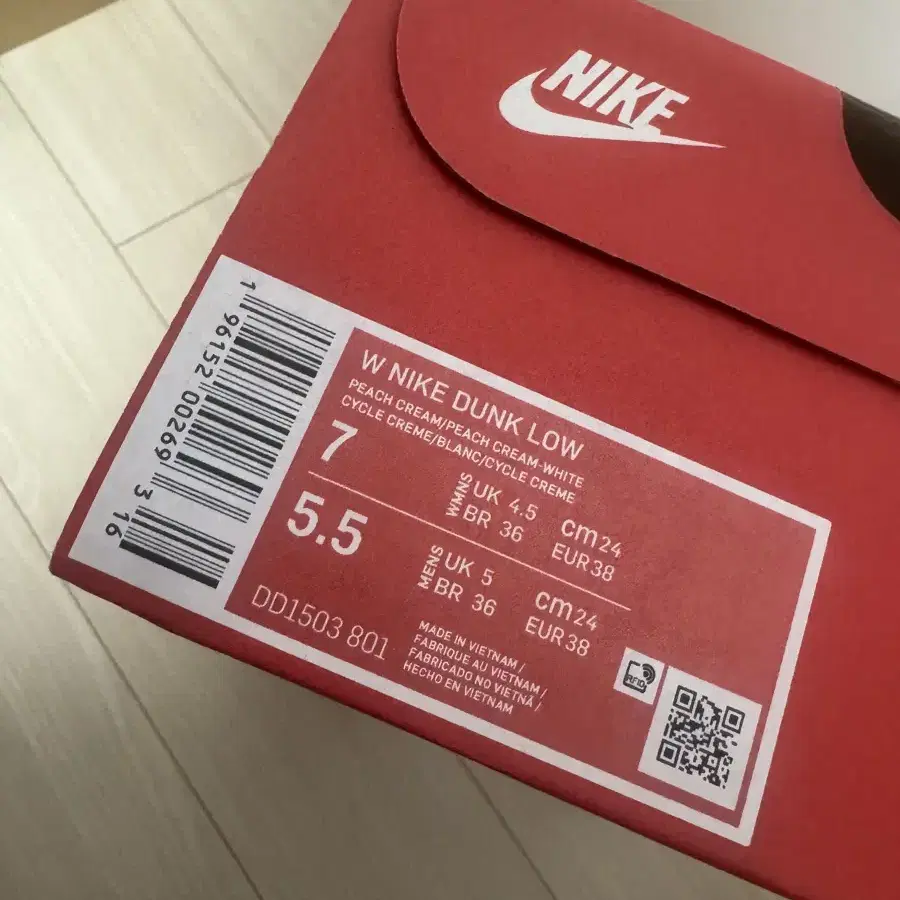 NIKE
W NIKE DUNK LOW
PEACH CREAM/PEACH CREAM-WHITE
CYCLE CREME/BLANC/CYCLE CREME
7
WMNS
UK 4.5
BR 36
cm 24
EUR 38
5.5
MENS
UK 5
BR 36
cm 24
EUR 38
DD1503 801
MADE IN VIETNAM /
FABRIQUE AU VIETNAM /
FABRICADO NO VIETNÃ /
HECHO EN VIETNAM
RFID
1 96152 00269 3 16